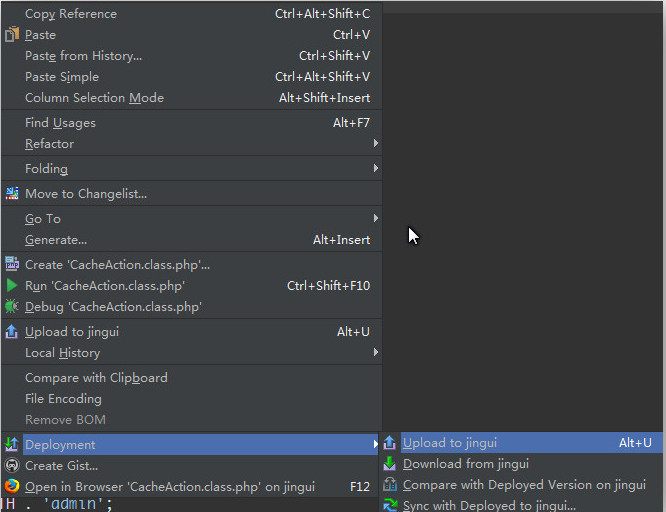 Copy Reference Ctrl+Alt+Shift+C
Paste Ctrl+V
Paste from History... Ctrl+Shift+V
Paste Simple Ctrl+Alt+Shift+V
Column Selection Mode Alt+Shift+Insert
Find Usages Alt+F7
Refactor
Folding
Move to Changelist...
Go To
Generate... Alt+Insert
Create 'CacheAction.class.php'...
Run 'CacheAction.class.php' Ctrl+Shift+F10
Debug 'CacheAction.class.php'
Upload to jingui Alt+U
Local History
Compare with Clipboard
File Encoding
Remove BOM
Deployment
Create Gist...
Open in Browser 'CacheAction.class.php' on jingui F12
Upload to jingui Alt+U
Download from jingui
Compare with Deployed Version on jingui
Sync with Deployed to jingui...
H . 'admin';